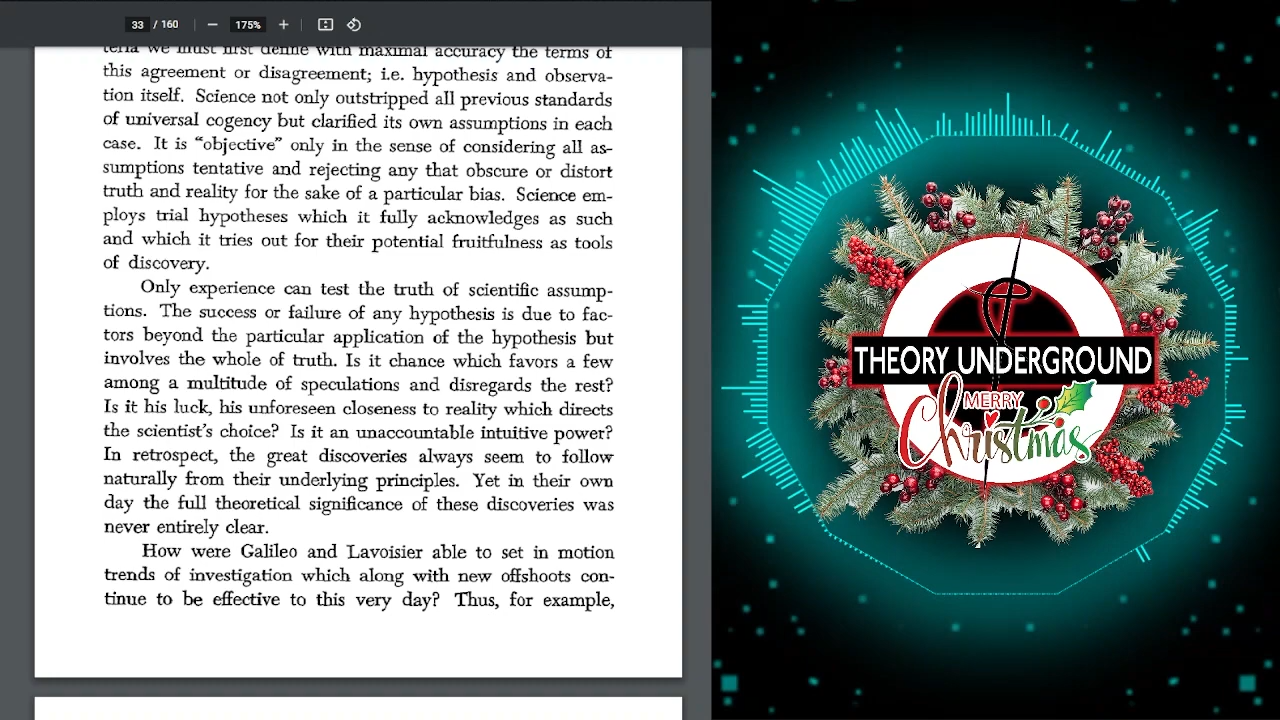 33 / 160
175%
teria we must first define with maximal accuracy the terms of
this agreement or disagreement; i.e. hypothesis and observa-
tion itself. Science not only outstripped all previous standards
of universal cogency but clarified its own assumptions in each
case. It is “objective” only in the sense of considering all as-
sumptions tentative and rejecting any that obscure or distort
truth and reality for the sake of a particular bias. Science em-
ploys trial hypotheses which it fully acknowledges as such
and which it tries out for their potential fruitfulness as tools
of discovery.
Only experience can test the truth of scientific assump-
tions. The success or failure of any hypothesis is due to fac-
tors beyond the particular application of the hypothesis but
involves the whole of truth. Is it chance which favors a few
among a multitude of speculations and disregards the rest?
Is it his luck, his unforeseen closeness to reality which directs
the scientist's choice? Is it an unaccountable intuitive power?
In retrospect, the great discoveries always seem to follow
naturally from their underlying principles. Yet in their own
day the full theoretical significance of these discoveries was
never entirely clear.
How were Galileo and Lavoisier able to set in motion
trends of investigation which along with new offshoots con-
tinue to be effective to this very day? Thus, for example,
THEORY UNDERGROUND
MERRY
Christmas